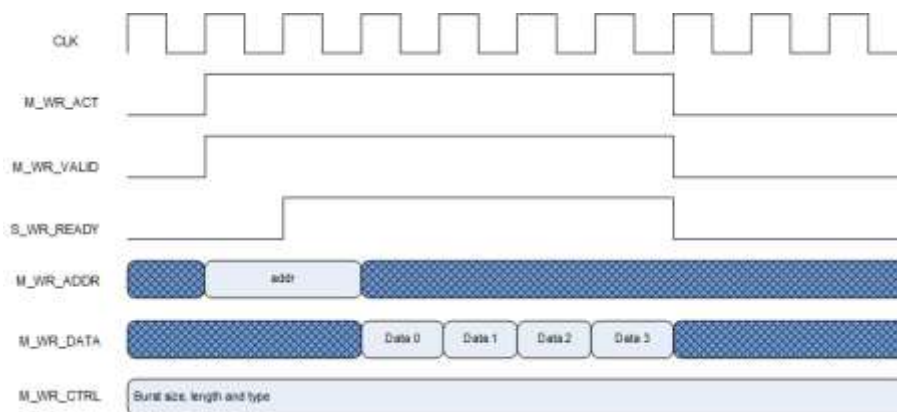 CLK
M_WR_ACT
M_WR_VALID
S_WR_READY
M_WR_ADDR
addr
M_WR_DATA
Data 0
Data 1
Data 2
Data 3
M_WR_CTRL
Burst size, length and type